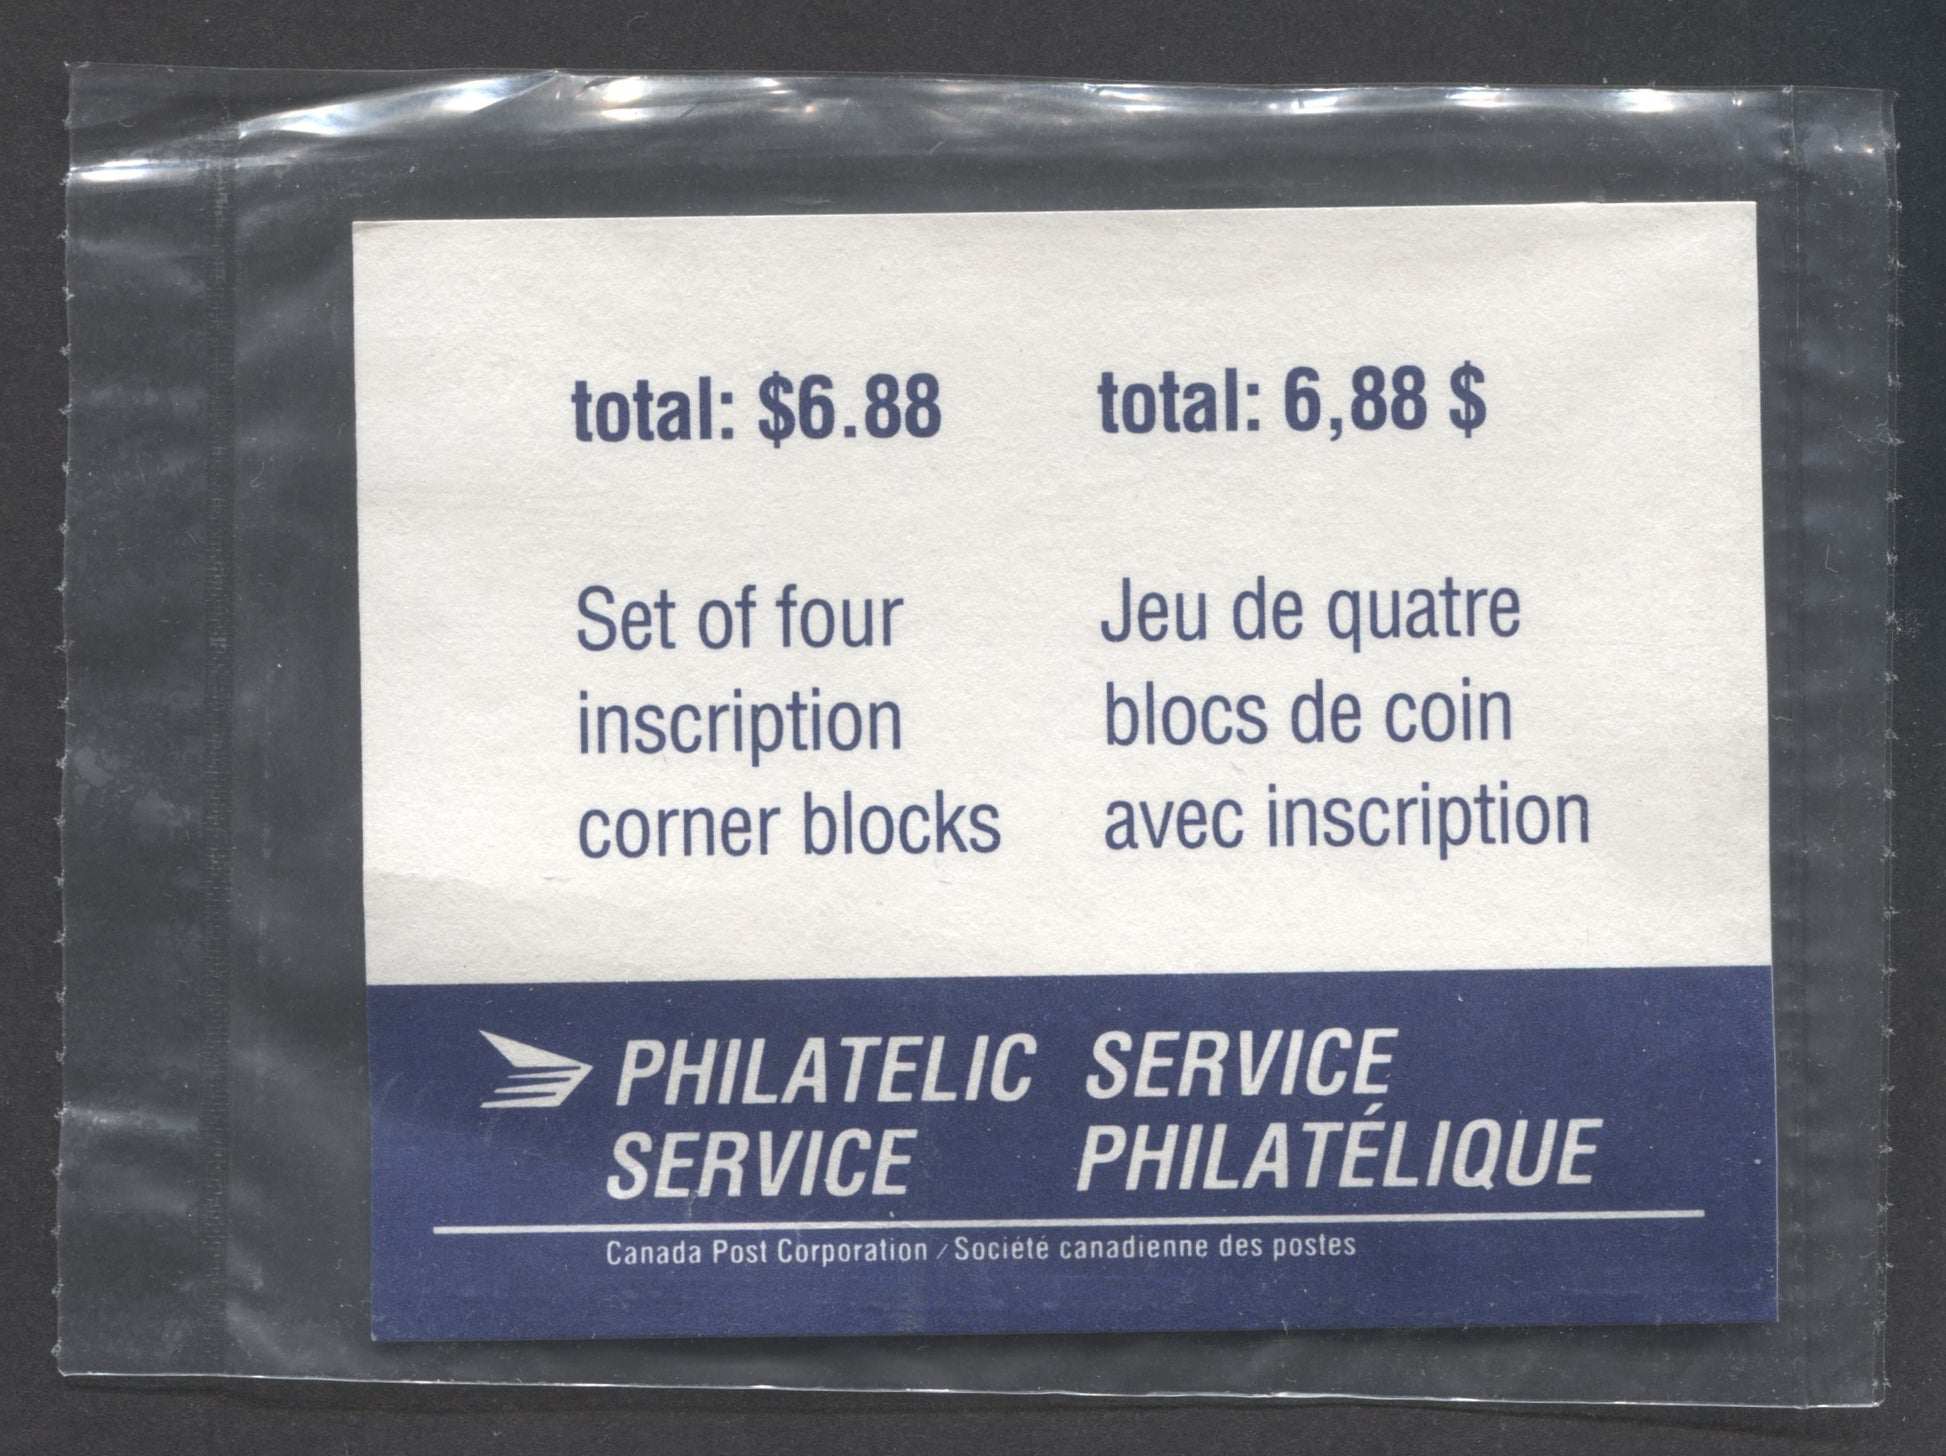 total: $6.88
Set of four
inscription
corner blocks
total: 6,88 $
Jeu de quatre
blocs de coin
avec inscription
PHILATELIC
SERVICE
SERVICE
PHILATÉLIQUE
Canada Post Corporation / Société canadienne des postes